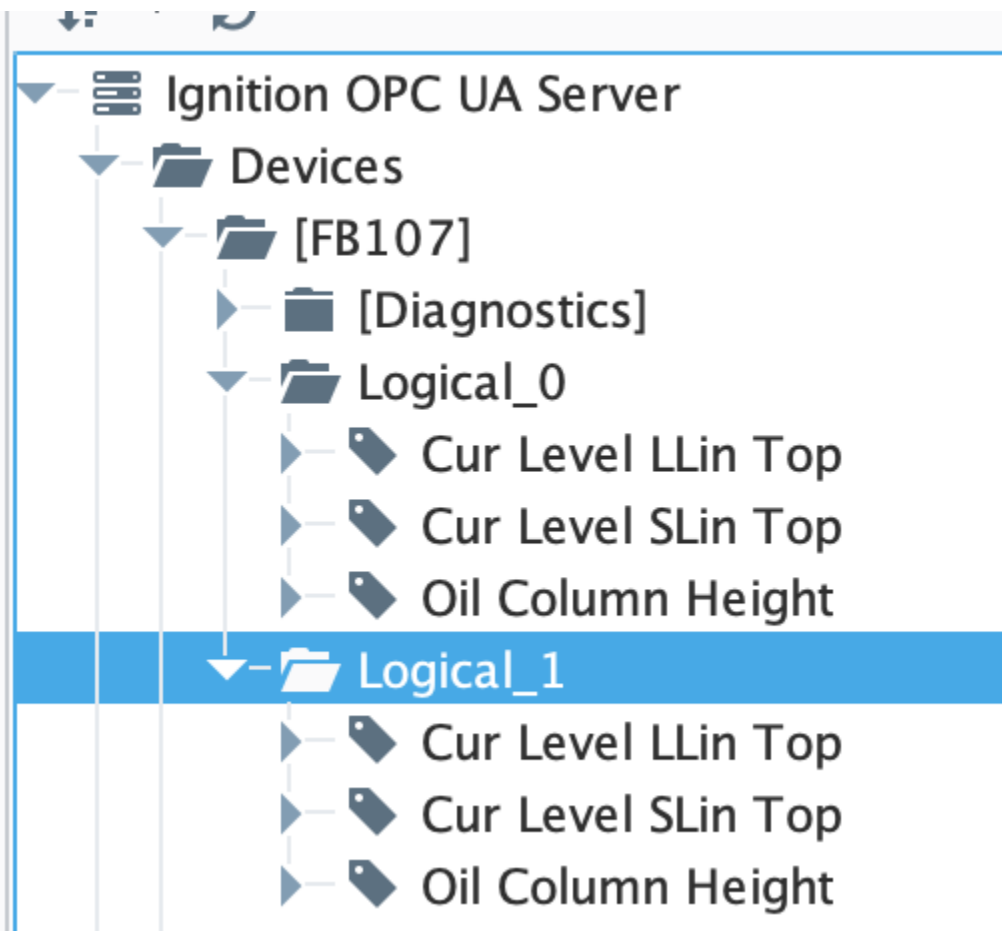 Ignition OPC UA Server
Devices
[FB107]
[Diagnostics]
Logical_0
Cur Level LLin Top
Cur Level SLin Top
Oil Column Height
Logical_1
Cur Level LLin Top
Cur Level SLin Top
Oil Column Height